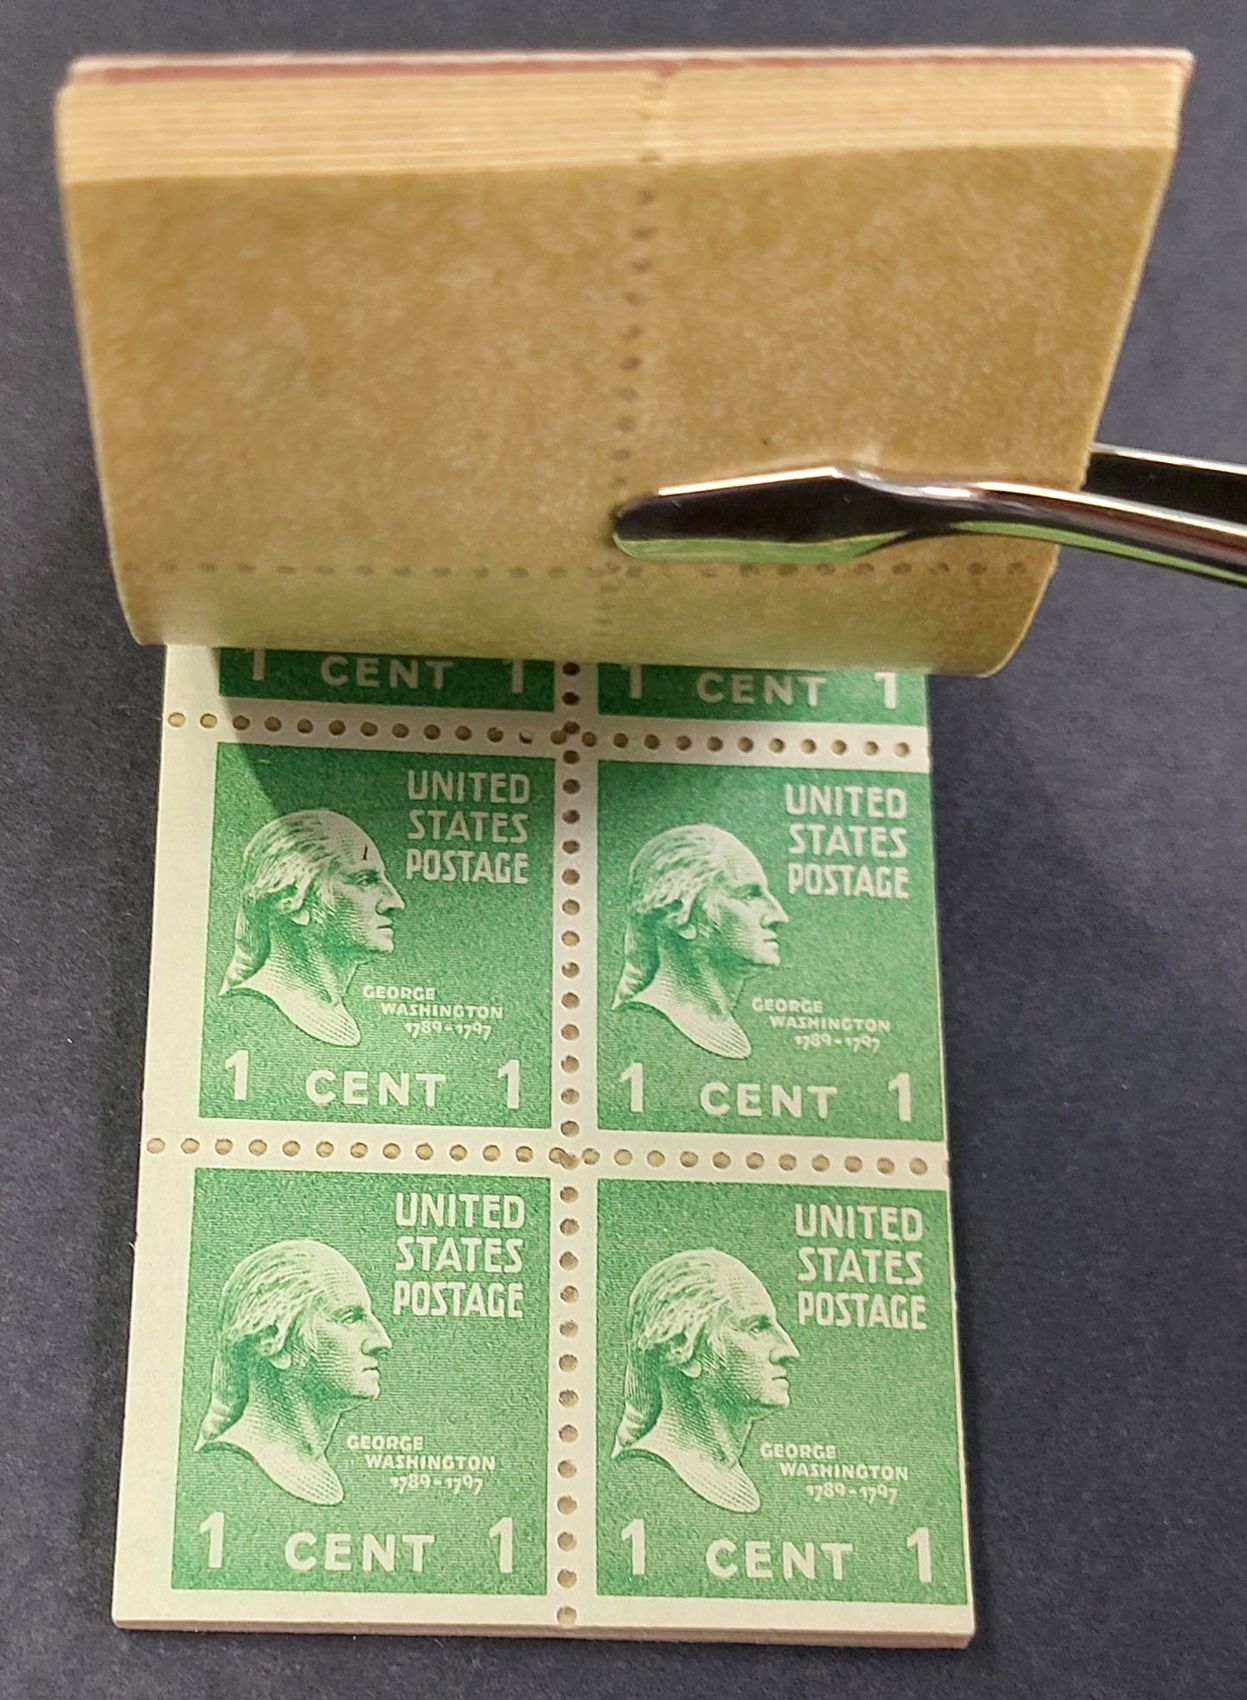 1 CENT 1
1 CENT 1
UNITED
STATES
POSTAGE
GEORGE
WASHINGTON
1789-1797
1 CENT 1
UNITED
STATES
POSTAGE
GEORGE
WASHINGTON
1789-1797
1 CENT 1
UNITED
STATES
POSTAGE
GEORGE
WASHINGTON
1789-1797
1 CENT 1
UNITED
STATES
POSTAGE
GEORGE
WASHINGTON
1789-1797
1 CENT 1